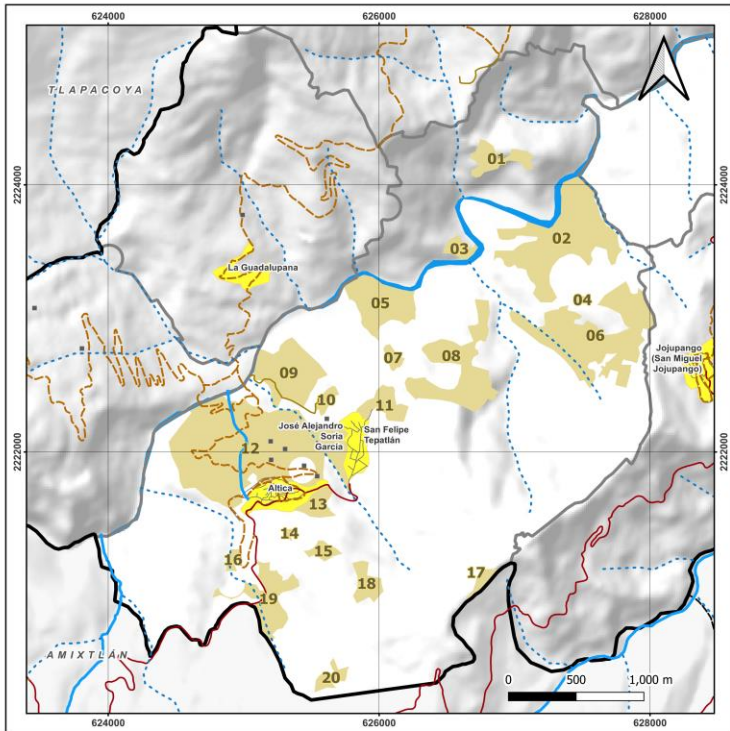 624000
626000
628000
TLAPACOYA
2224000
2224000
01
02
03
La Guadalupana
04
05
06
07
08
Jojupango
(San Miguel
Jojupango)
09
10
11
José Alejandro
Soria
García
San Felipe
Tepatlán
12
2222000
2222000
Altica
13
14
15
16
17
18
19
AMIXTLÁN
20
0 500 1,000 m
624000
626000
628000